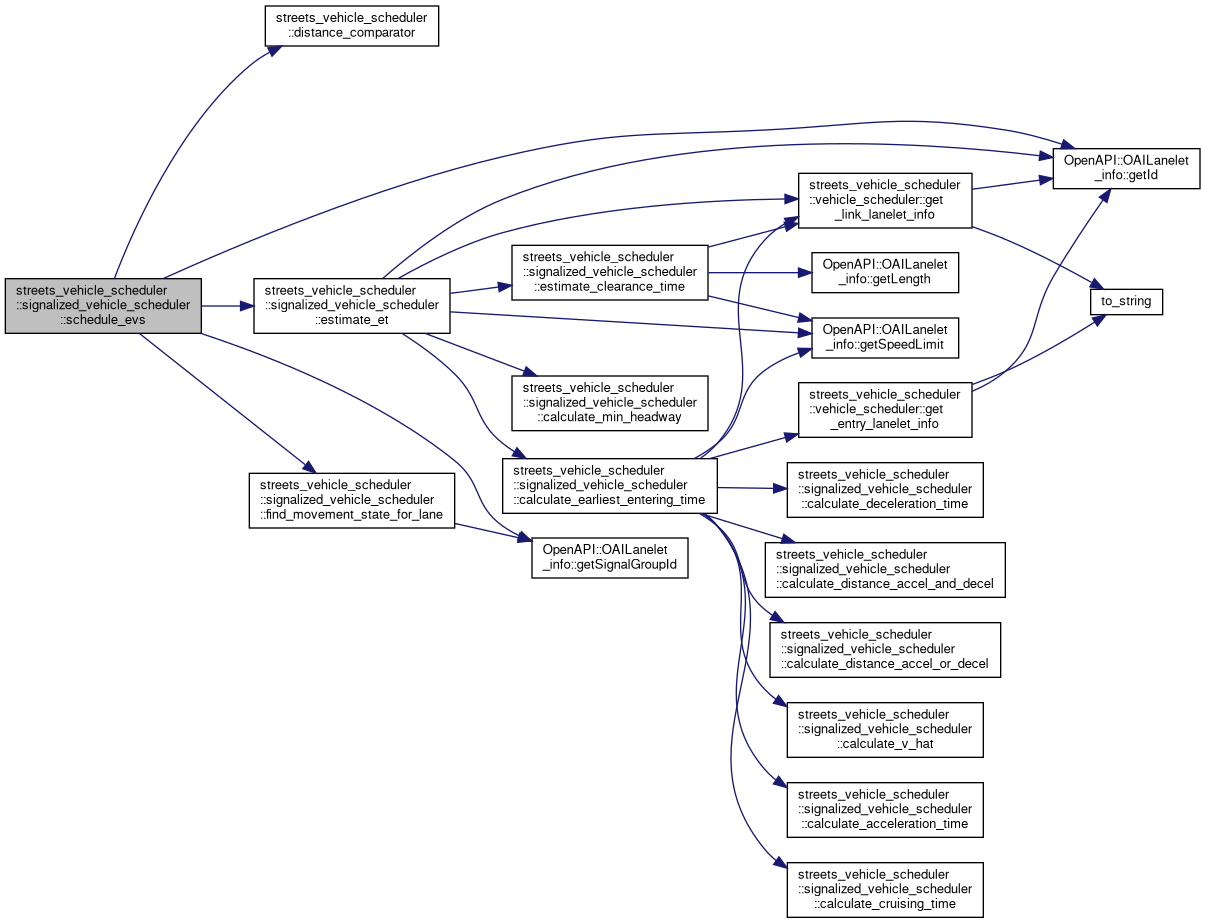 streets_vehicle_scheduler
::distance_comparator
OpenAPI::OAILanelet
_info::getId
streets_vehicle_scheduler
::vehicle_scheduler::get
_link_lanelet_info
streets_vehicle_scheduler
::signalized_vehicle_scheduler
::estimate_clearance_time
OpenAPI::OAILanelet
_info::getLength
streets_vehicle_scheduler
::signalized_vehicle_scheduler
::schedule_evs
streets_vehicle_scheduler
::signalized_vehicle_scheduler
::estimate_et
to_string
OpenAPI::OAILanelet
_info::getSpeedLimit
streets_vehicle_scheduler
::signalized_vehicle_scheduler
::calculate_min_headway
streets_vehicle_scheduler
::vehicle_scheduler::get
_entry_lanelet_info
streets_vehicle_scheduler
::signalized_vehicle_scheduler
::calculate_earliest_entering_time
streets_vehicle_scheduler
::signalized_vehicle_scheduler
::calculate_deceleration_time
streets_vehicle_scheduler
::signalized_vehicle_scheduler
::find_movement_state_for_lane
OpenAPI::OAILanelet
_info::getSignalGroupId
streets_vehicle_scheduler
::signalized_vehicle_scheduler
::calculate_distance_accel_and_decel
streets_vehicle_scheduler
::signalized_vehicle_scheduler
::calculate_distance_accel_or_decel
streets_vehicle_scheduler
::signalized_vehicle_scheduler
::calculate_v_hat
streets_vehicle_scheduler
::signalized_vehicle_scheduler
::calculate_acceleration_time
streets_vehicle_scheduler
::signalized_vehicle_scheduler
::calculate_cruising_time